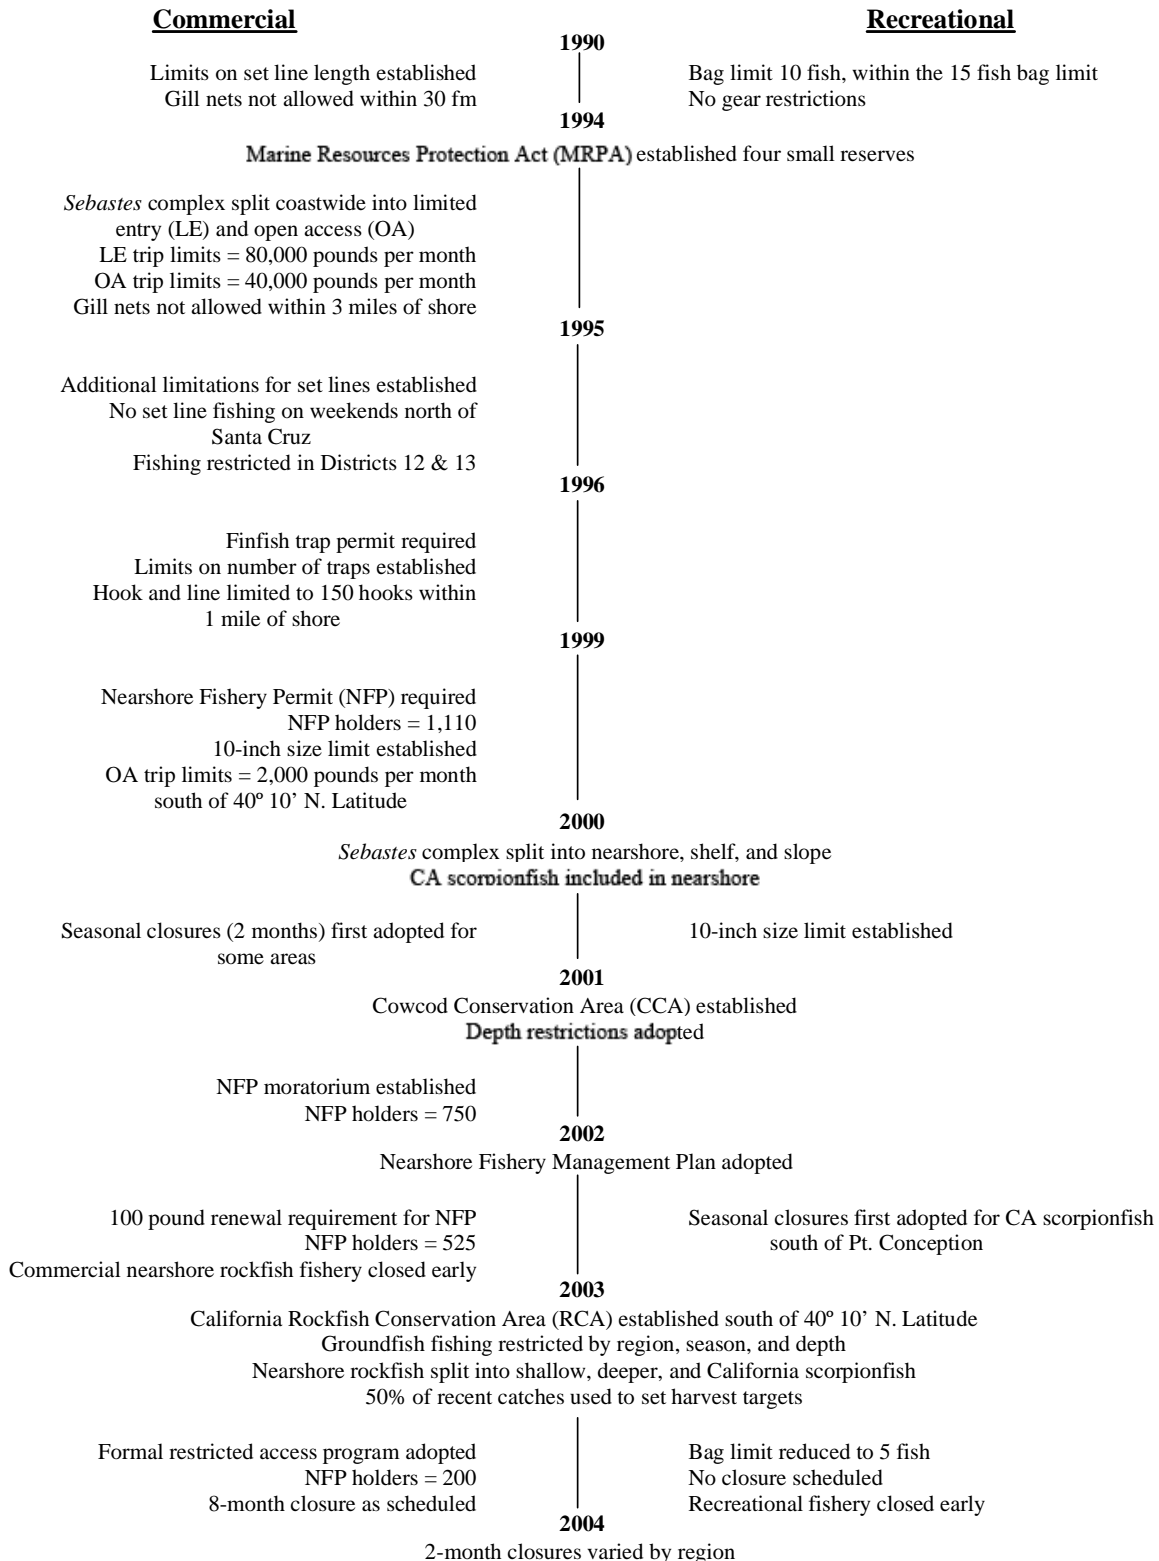 Commercial
Recreational
1990
Limits on set line length established
Gill nets not allowed within 30 fm
Bag limit 10 fish, within the 15 fish bag limit
No gear restrictions
1994
Marine Resources Protection Act (MRPA) established four small reserves
Sebastes complex split coastwide into limited
entry (LE) and open access (OA)
LE trip limits = 80,000 pounds per month
OA trip limits = 40,000 pounds per month
Gill nets not allowed within 3 miles of shore
1995
Additional limitations for set lines established
No set line fishing on weekends north of
Santa Cruz
Fishing restricted in Districts 12 & 13
1996
Finfish trap permit required
Limits on number of traps established
Hook and line limited to 150 hooks within
1 mile of shore
1999
Nearshore Fishery Permit (NFP) required
NFP holders = 1,110
10-inch size limit established
OA trip limits = 2,000 pounds per month
south of 40º 10’ N. Latitude
2000
Sebastes complex split into nearshore, shelf, and slope
CA scorpionfish included in nearshore
Seasonal closures (2 months) first adopted for
some areas
10-inch size limit established
2001
Cowcod Conservation Area (CCA) established
Depth restrictions adopted
NFP moratorium established
NFP holders = 750
2002
Nearshore Fishery Management Plan adopted
100 pound renewal requirement for NFP
NFP holders = 525
Commercial nearshore rockfish fishery closed early
Seasonal closures first adopted for CA scorpionfish
south of Pt. Conception
2003
California Rockfish Conservation Area (RCA) established south of 40º 10’ N. Latitude
Groundfish fishing restricted by region, season, and depth
Nearshore rockfish split into shallow, deeper, and California scorpionfish
50% of recent catches used to set harvest targets
Formal restricted access program adopted
NFP holders = 200
8-month closure as scheduled
Bag limit reduced to 5 fish
No closure scheduled
Recreational fishery closed early
2004
2-month closures varied by region